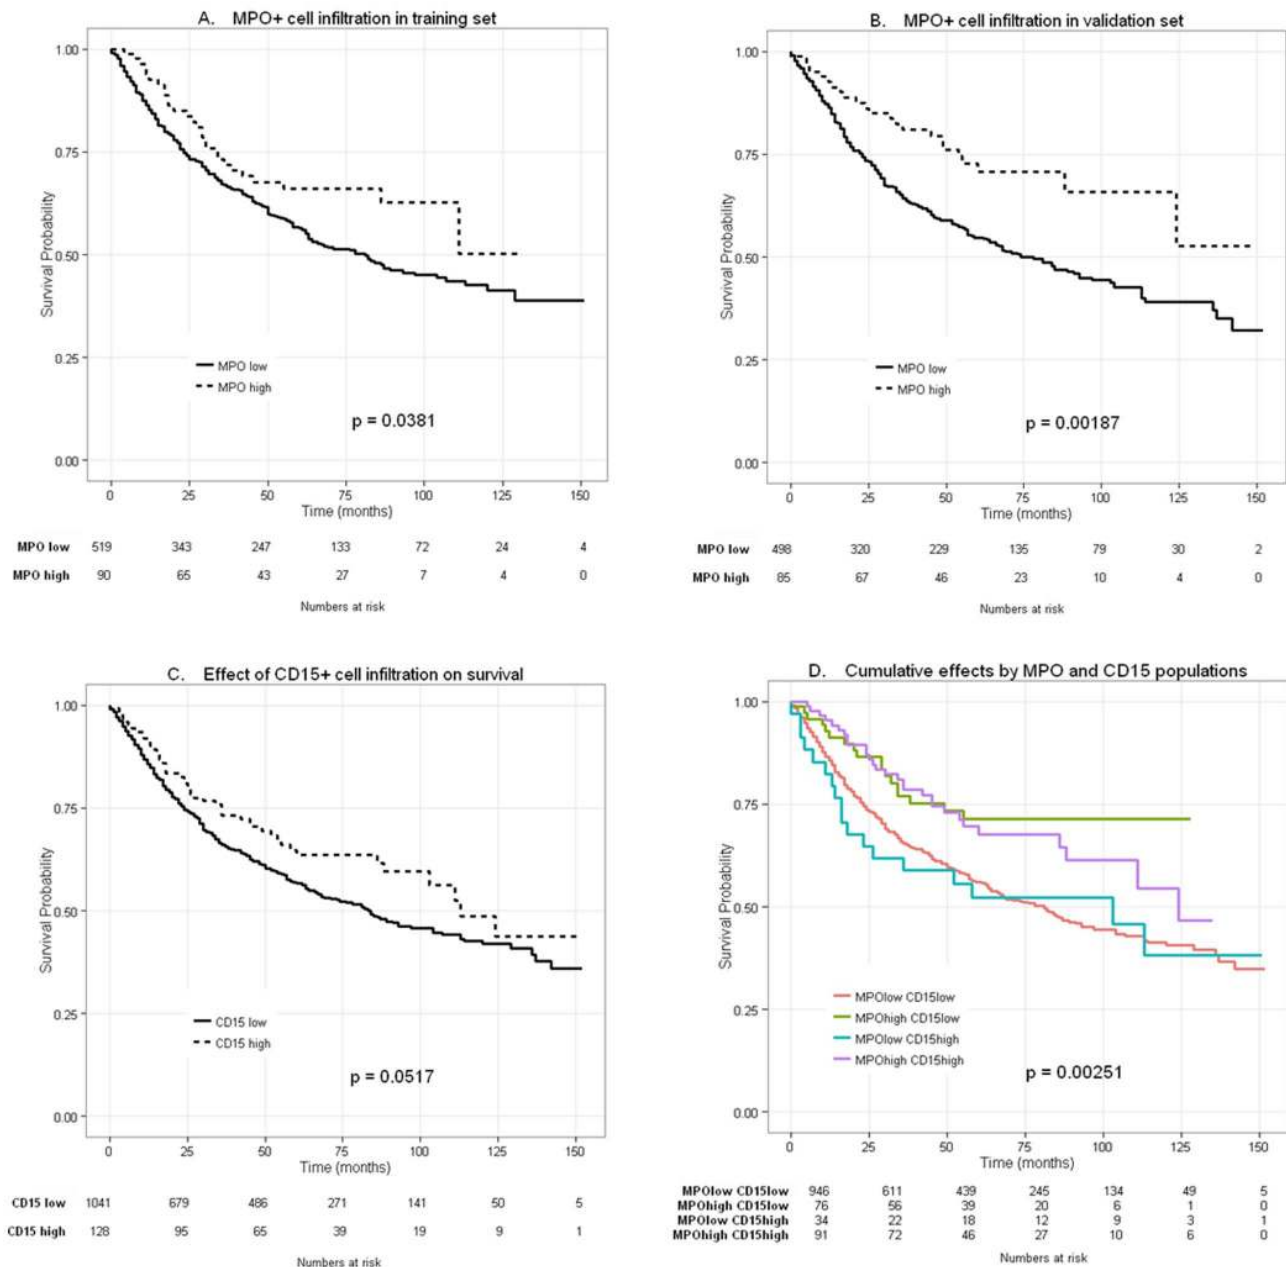 A. MPO+ cell infiltration in training set
1.00
0.75
0.50
0.25
0.00
Survival Probability
MPO low
MPO high
p = 0.0381
0 25 50 75 100 125 150
Time (months)
MPO low 519 343 247 133 72 24 4
MPO high 90 65 43 27 7 4 0
Numbers at risk
B. MPO+ cell infiltration in validation set
1.00
0.75
0.50
0.25
0.00
Survival Probability
MPO low
MPO high
p = 0.00187
0 25 50 75 100 125 150
Time (months)
MPO low 498 320 229 135 79 30 2
MPO high 85 67 46 23 10 4 0
Numbers at risk
C. Effect of CD15+ cell infiltration on survival
1.00
0.75
0.50
0.25
0.00
Survival Probability
CD15 low
CD15 high
p = 0.0517
0 25 50 75 100 125 150
Time (months)
CD15 low 1041 679 486 271 141 50 5
CD15 high 128 95 65 39 19 9 1
Numbers at risk
D. Cumulative effects by MPO and CD15 populations
1.00
0.75
0.50
0.25
0.00
Survival Probability
MPOlow CD15low
MPOhigh CD15low
MPOlow CD15high
MPOhigh CD15high
p = 0.00251
0 25 50 75 100 125 150
Time (months)
MPOlow CD15low 946 611 439 245 134 49 5
MPOhigh CD15low 76 56 39 20 6 1 0
MPOlow CD15high 34 22 18 12 9 3 1
MPOhigh CD15high 91 72 46 27 10 6 0
Numbers at risk